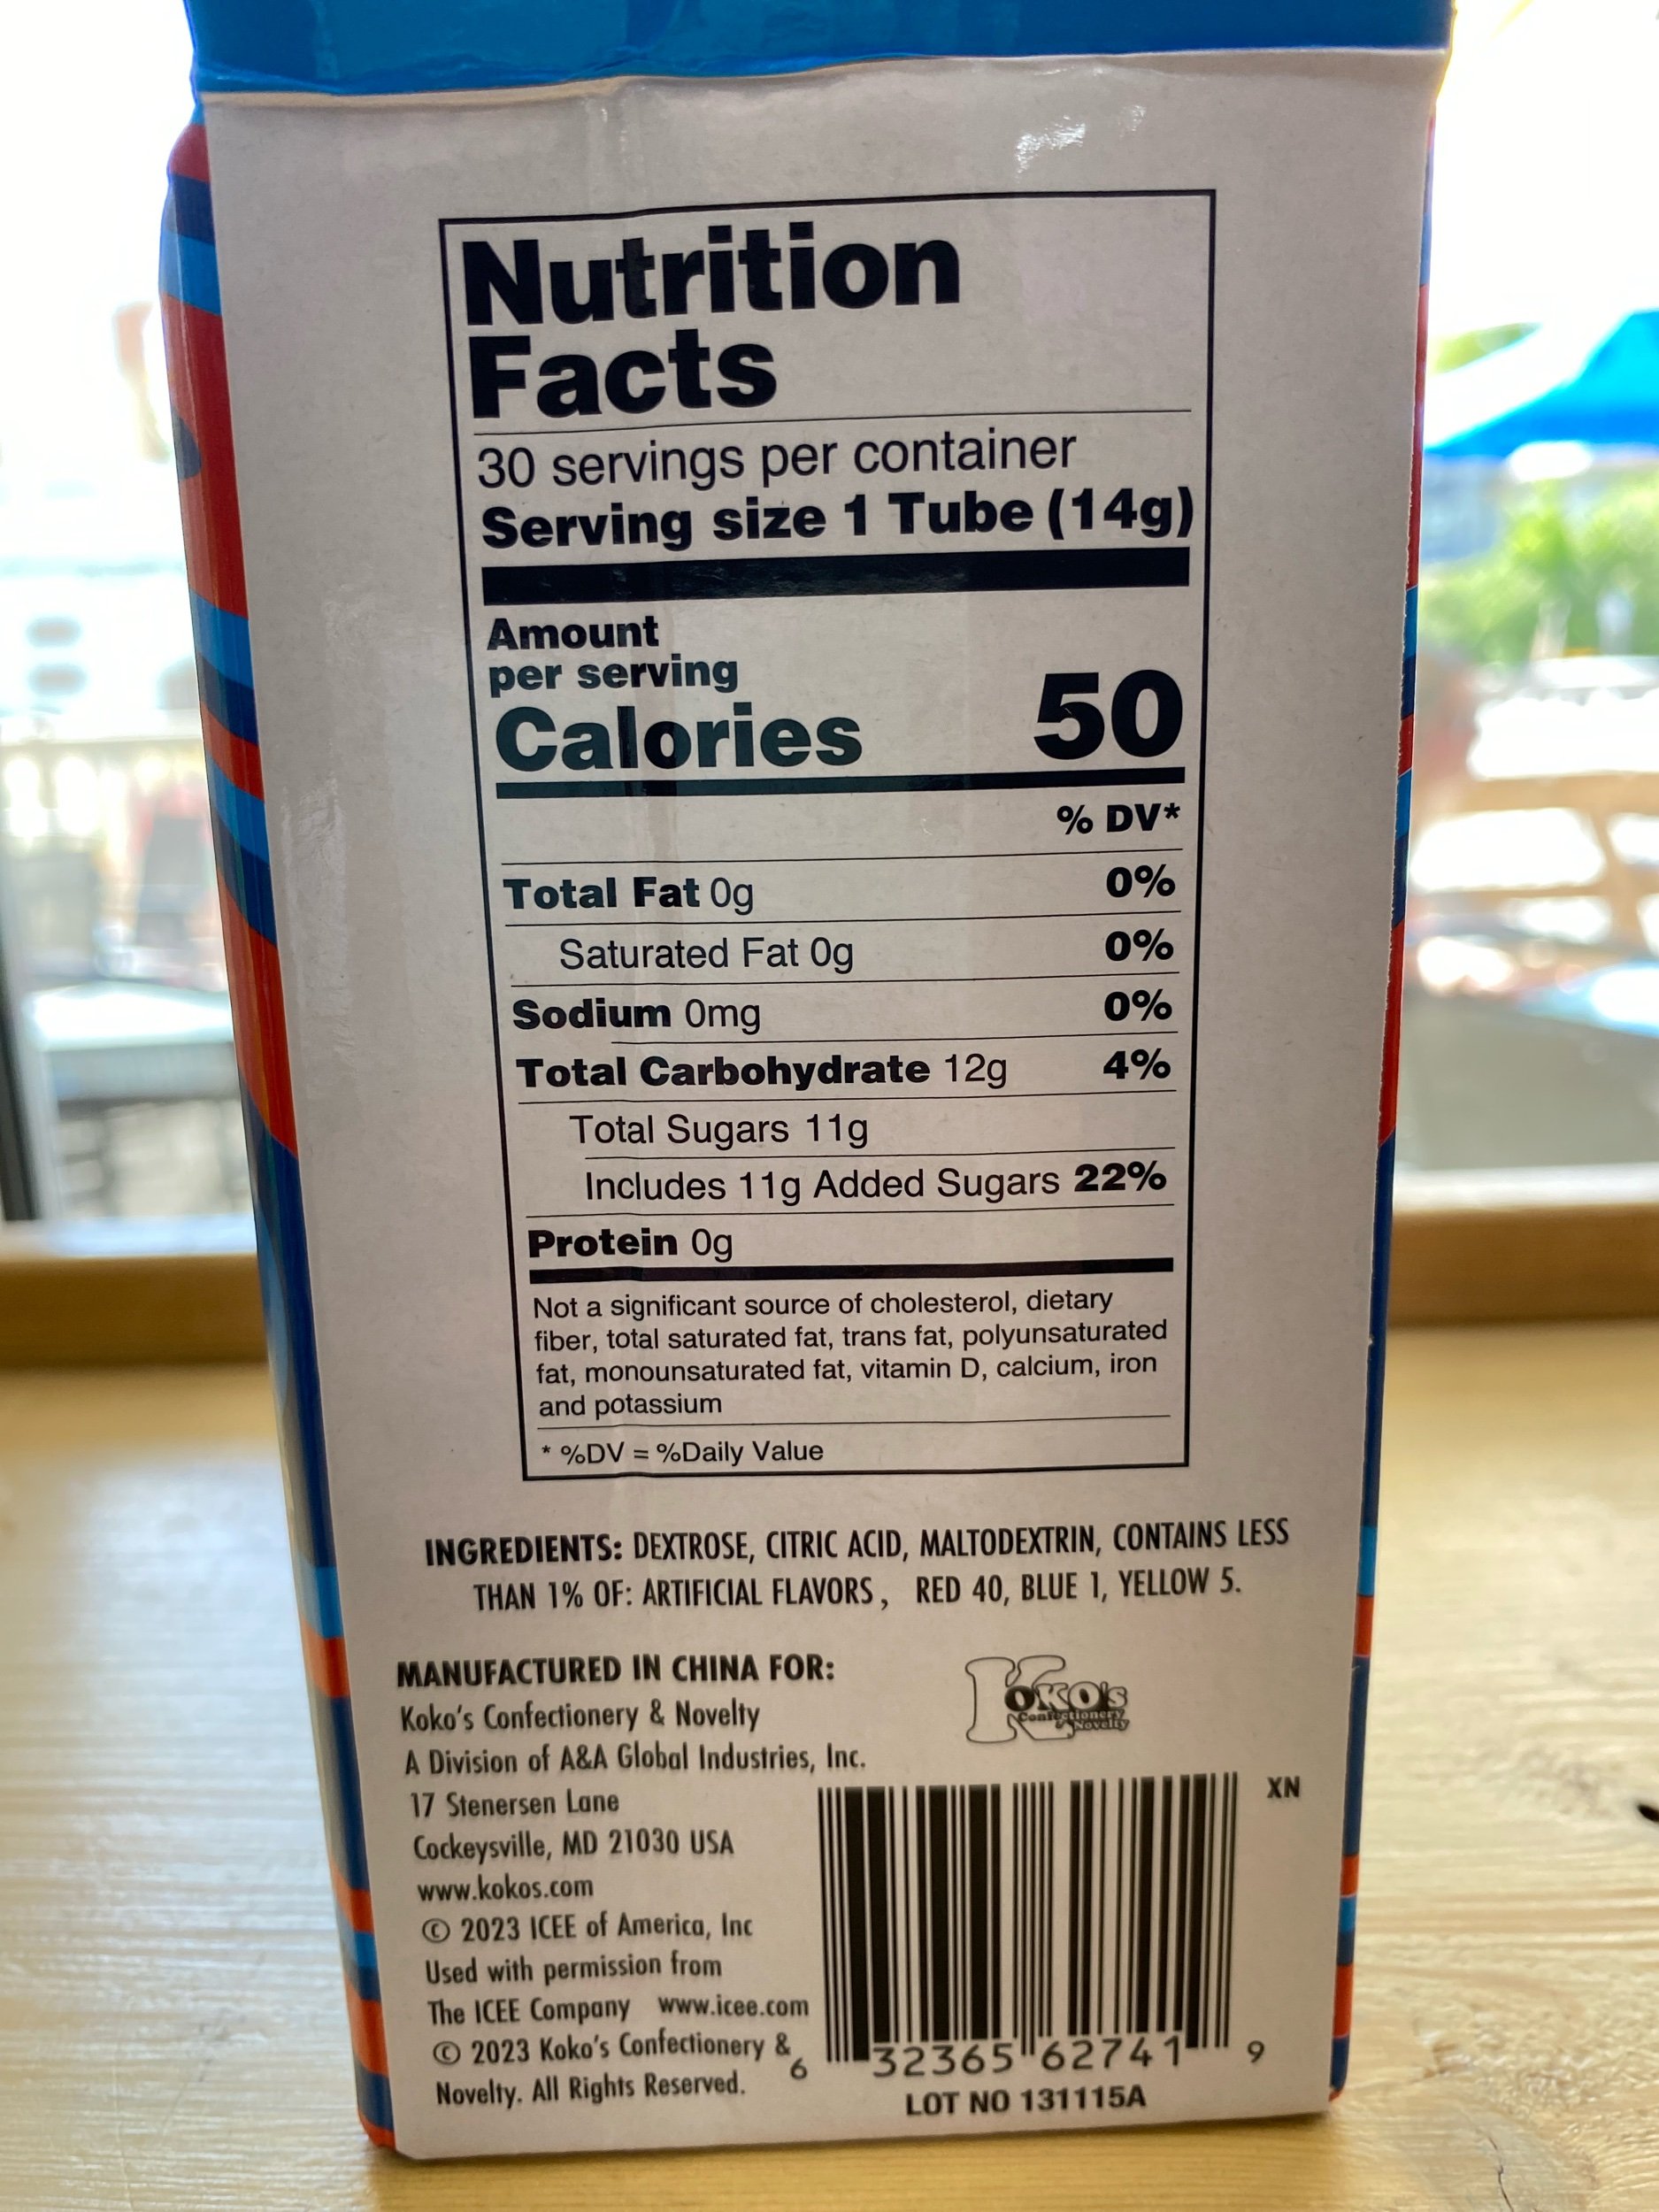 Nutrition
Facts
30 servings per container
Serving size 1 Tube (14g)
Amount
per serving
Calories 50
% DV*
Total Fat 0g 0%
Saturated Fat 0g 0%
Sodium 0mg 0%
Total Carbohydrate 12g 4%
Total Sugars 11g
Includes 11g Added Sugars 22%
Protein 0g
Not a significant source of cholesterol, dietary
fiber, total saturated fat, trans fat, polyunsaturated
fat, monounsaturated fat, vitamin D, calcium, iron
and potassium
* %DV = %Daily Value
INGREDIENTS: DEXTROSE, CITRIC ACID, MALTODEXTRIN, CONTAINS LESS
THAN 1% OF: ARTIFICIAL FLAVORS, RED 40, BLUE 1, YELLOW 5.
MANUFACTURED IN CHINA FOR:
Koko's Confectionery & Novelty
A Division of A&A Global Industries, Inc.
17 Stenersen Lane
Cockeysville, MD 21030 USA
www.kokos.com
© 2023 ICEE of America, Inc
Used with permission from
The ICEE Company www.icee.com
© 2023 Koko's Confectionery &
Novelty. All Rights Reserved.
KOKO's
Confectionery
& Novelty
XN
6 32365 62741 9
LOT NO 131115A